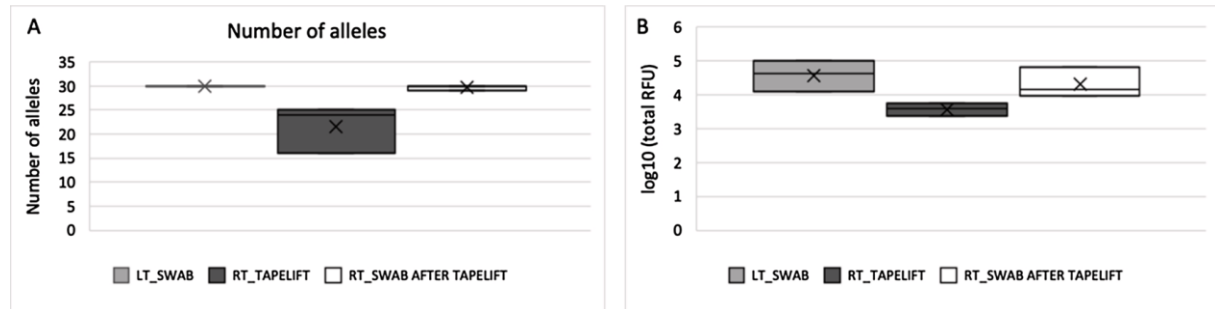 A
Number of alleles
Number of alleles
35
30
25
20
15
10
5
0
LT_SWAB RT_TAPELIFT RT_SWAB AFTER TAPELIFT
B
log10 (total RFU)
6
5
4
3
2
1
0
LT_SWAB RT_TAPELIFT RT_SWAB AFTER TAPELIFT